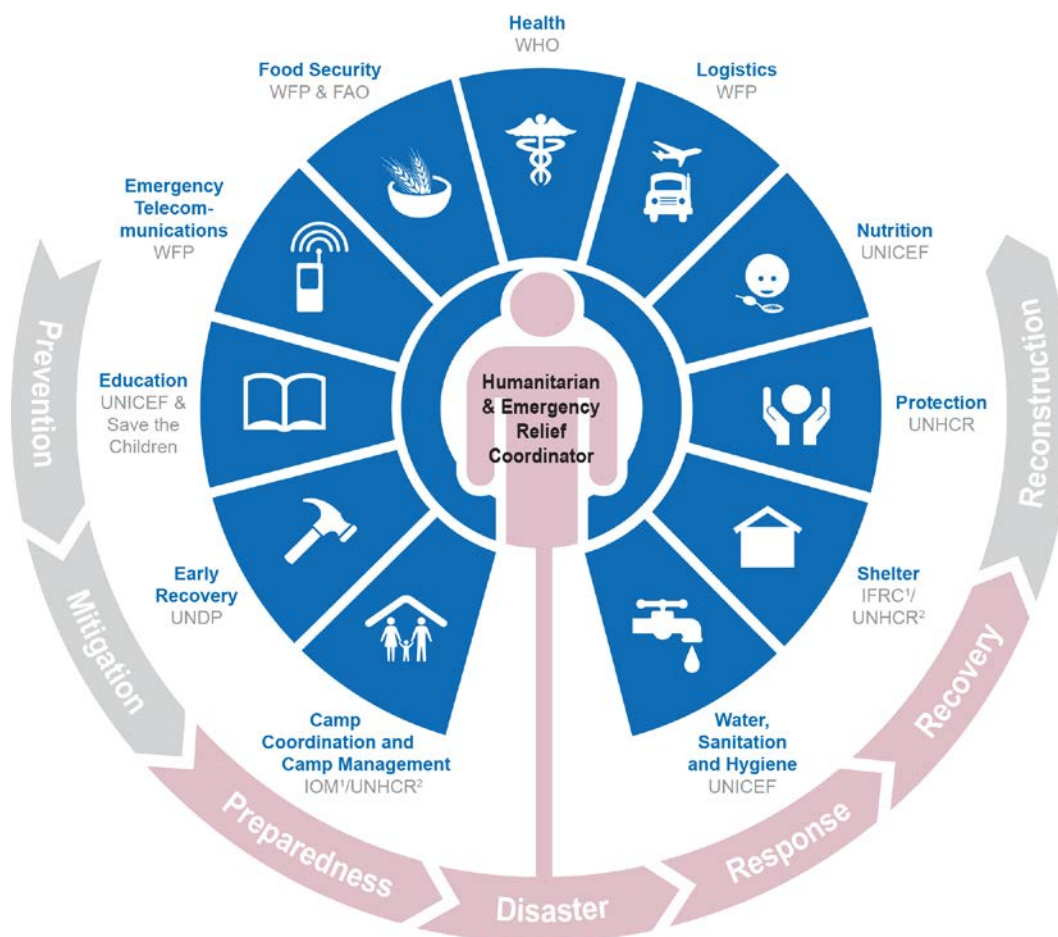 Health
WHO
Food Security
WFP & FAO
Logistics
WFP
Emergency
Telecom-
munications
WFP
Nutrition
UNICEF
Education
UNICEF &
Save the
Children
Humanitarian
& Emergency
Relief
Coordinator
Protection
UNHCR
Early
Recovery
UNDP
Shelter
IFRC¹/
UNHCR²
Camp
Coordination and
Camp Management
IOM¹/UNHCR²
Water,
Sanitation
and Hygiene
UNICEF
Prevention
Mitigation
Preparedness
Disaster
Response
Recovery
Reconstruction